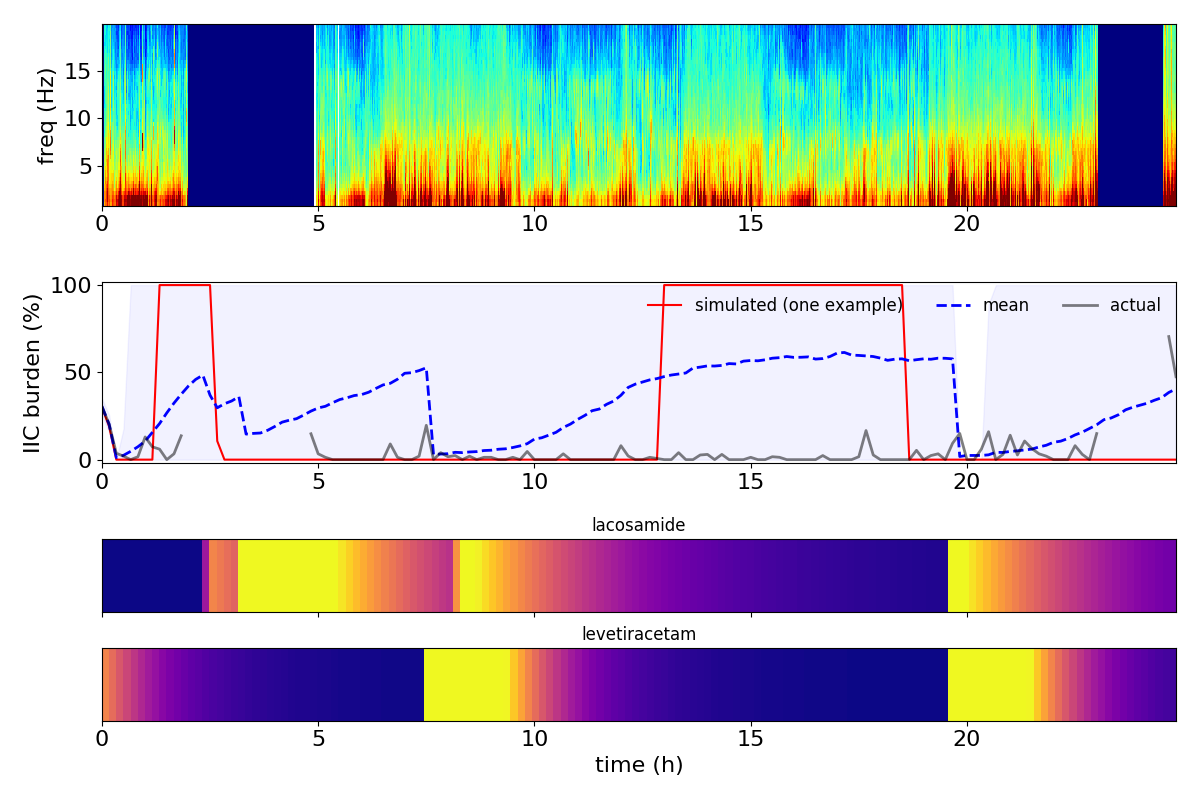 freq (Hz)
15
10
5
0 5 10 15 20
IIC burden (%)
100
50
0
simulated (one example) mean actual
0 5 10 15 20
lacosamide
levetiracetam
0 5 10 15 20
time (h)